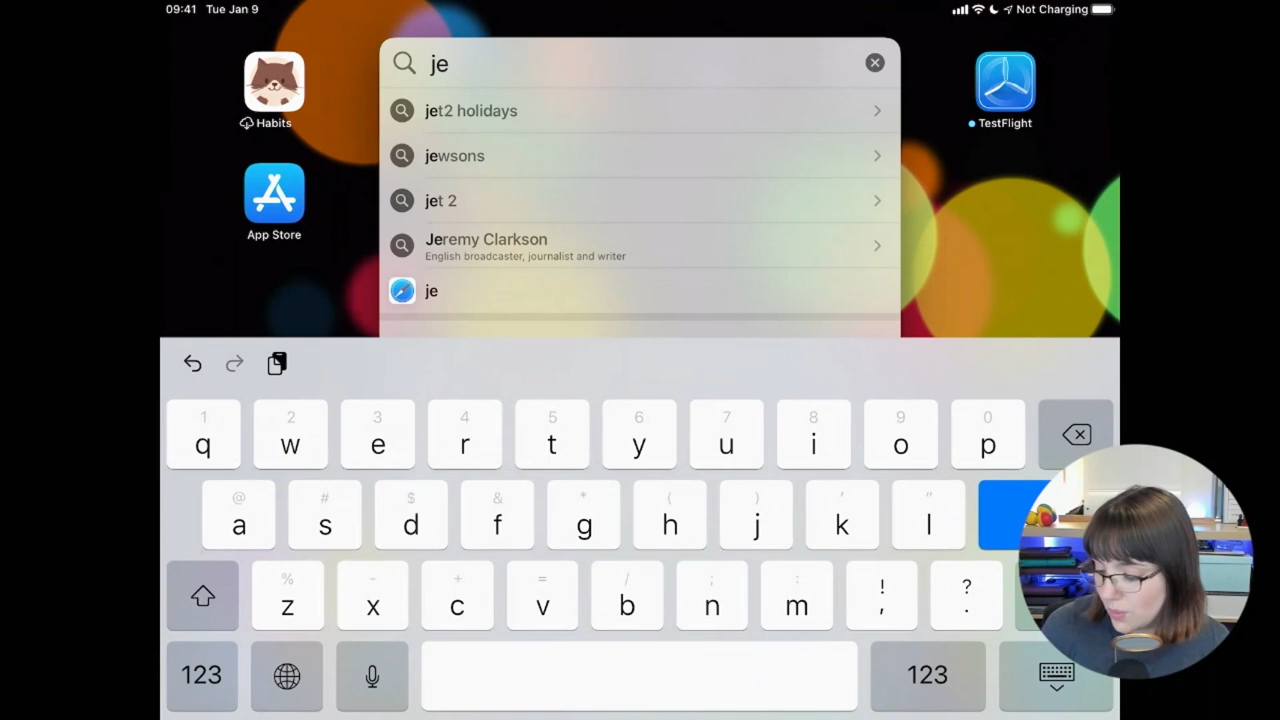 09:41 Tue Jan 9
Not Charging
je
Habits
TestFlight
jet2 holidays
jewsons
jet 2
App Store
Jeremy Clarkson
English broadcaster, journalist and writer
je
1 2 3 4 5 6 7 8 9 0
q w e r t y u i o p
@ # $ & * ( ) ' "
a s d f g h j k l
% - + = / ; : ! ?
z x c v b n m , .
123 123